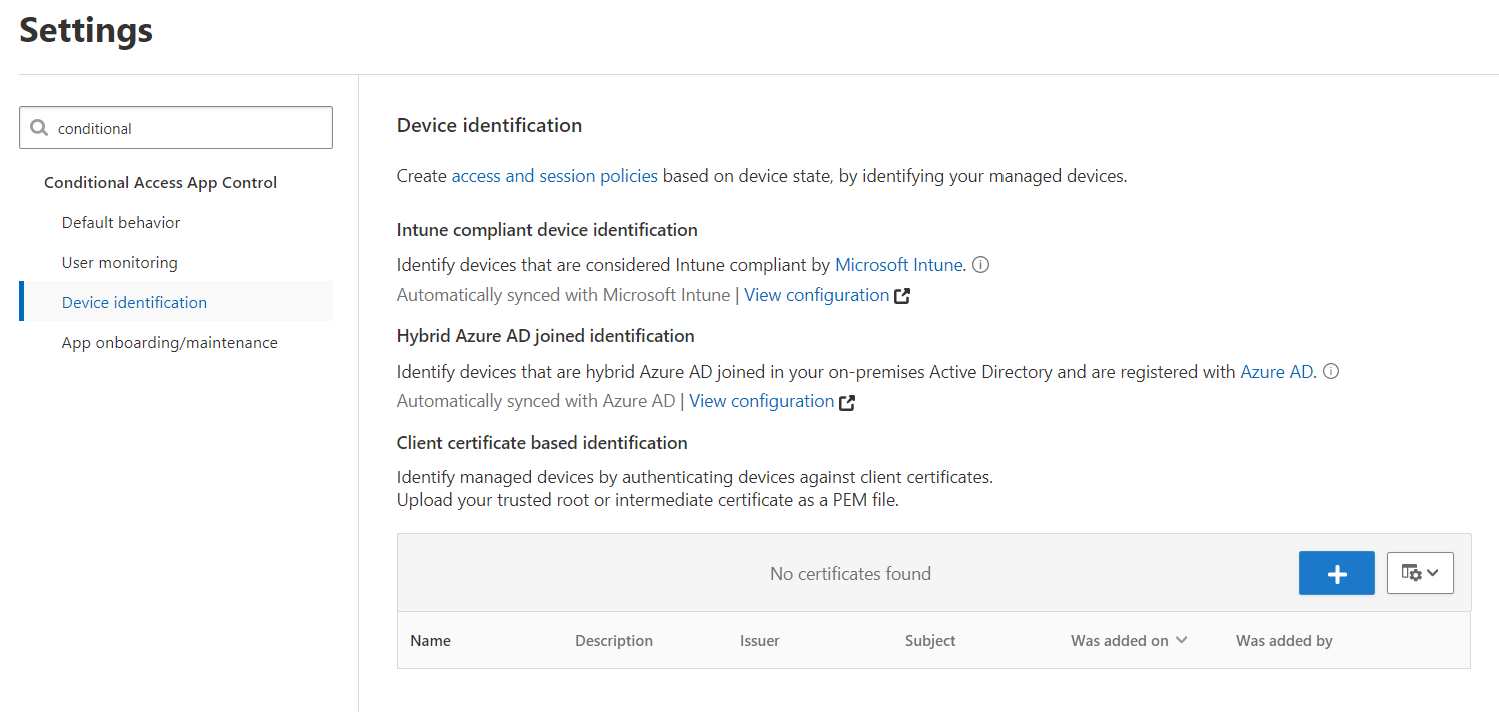 Settings
conditional
Conditional Access App Control
Default behavior
User monitoring
Device identification
App onboarding/maintenance
Device identification
Create access and session policies based on device state, by identifying your managed devices.
Intune compliant device identification
Identify devices that are considered Intune compliant by Microsoft Intune.
Automatically synced with Microsoft Intune | View configuration
Hybrid Azure AD joined identification
Identify devices that are hybrid Azure AD joined in your on-premises Active Directory and are registered with Azure AD.
Automatically synced with Azure AD | View configuration
Client certificate based identification
Identify managed devices by authenticating devices against client certificates.
Upload your trusted root or intermediate certificate as a PEM file.
No certificates found
Name Description Issuer Subject Was added on Was added by